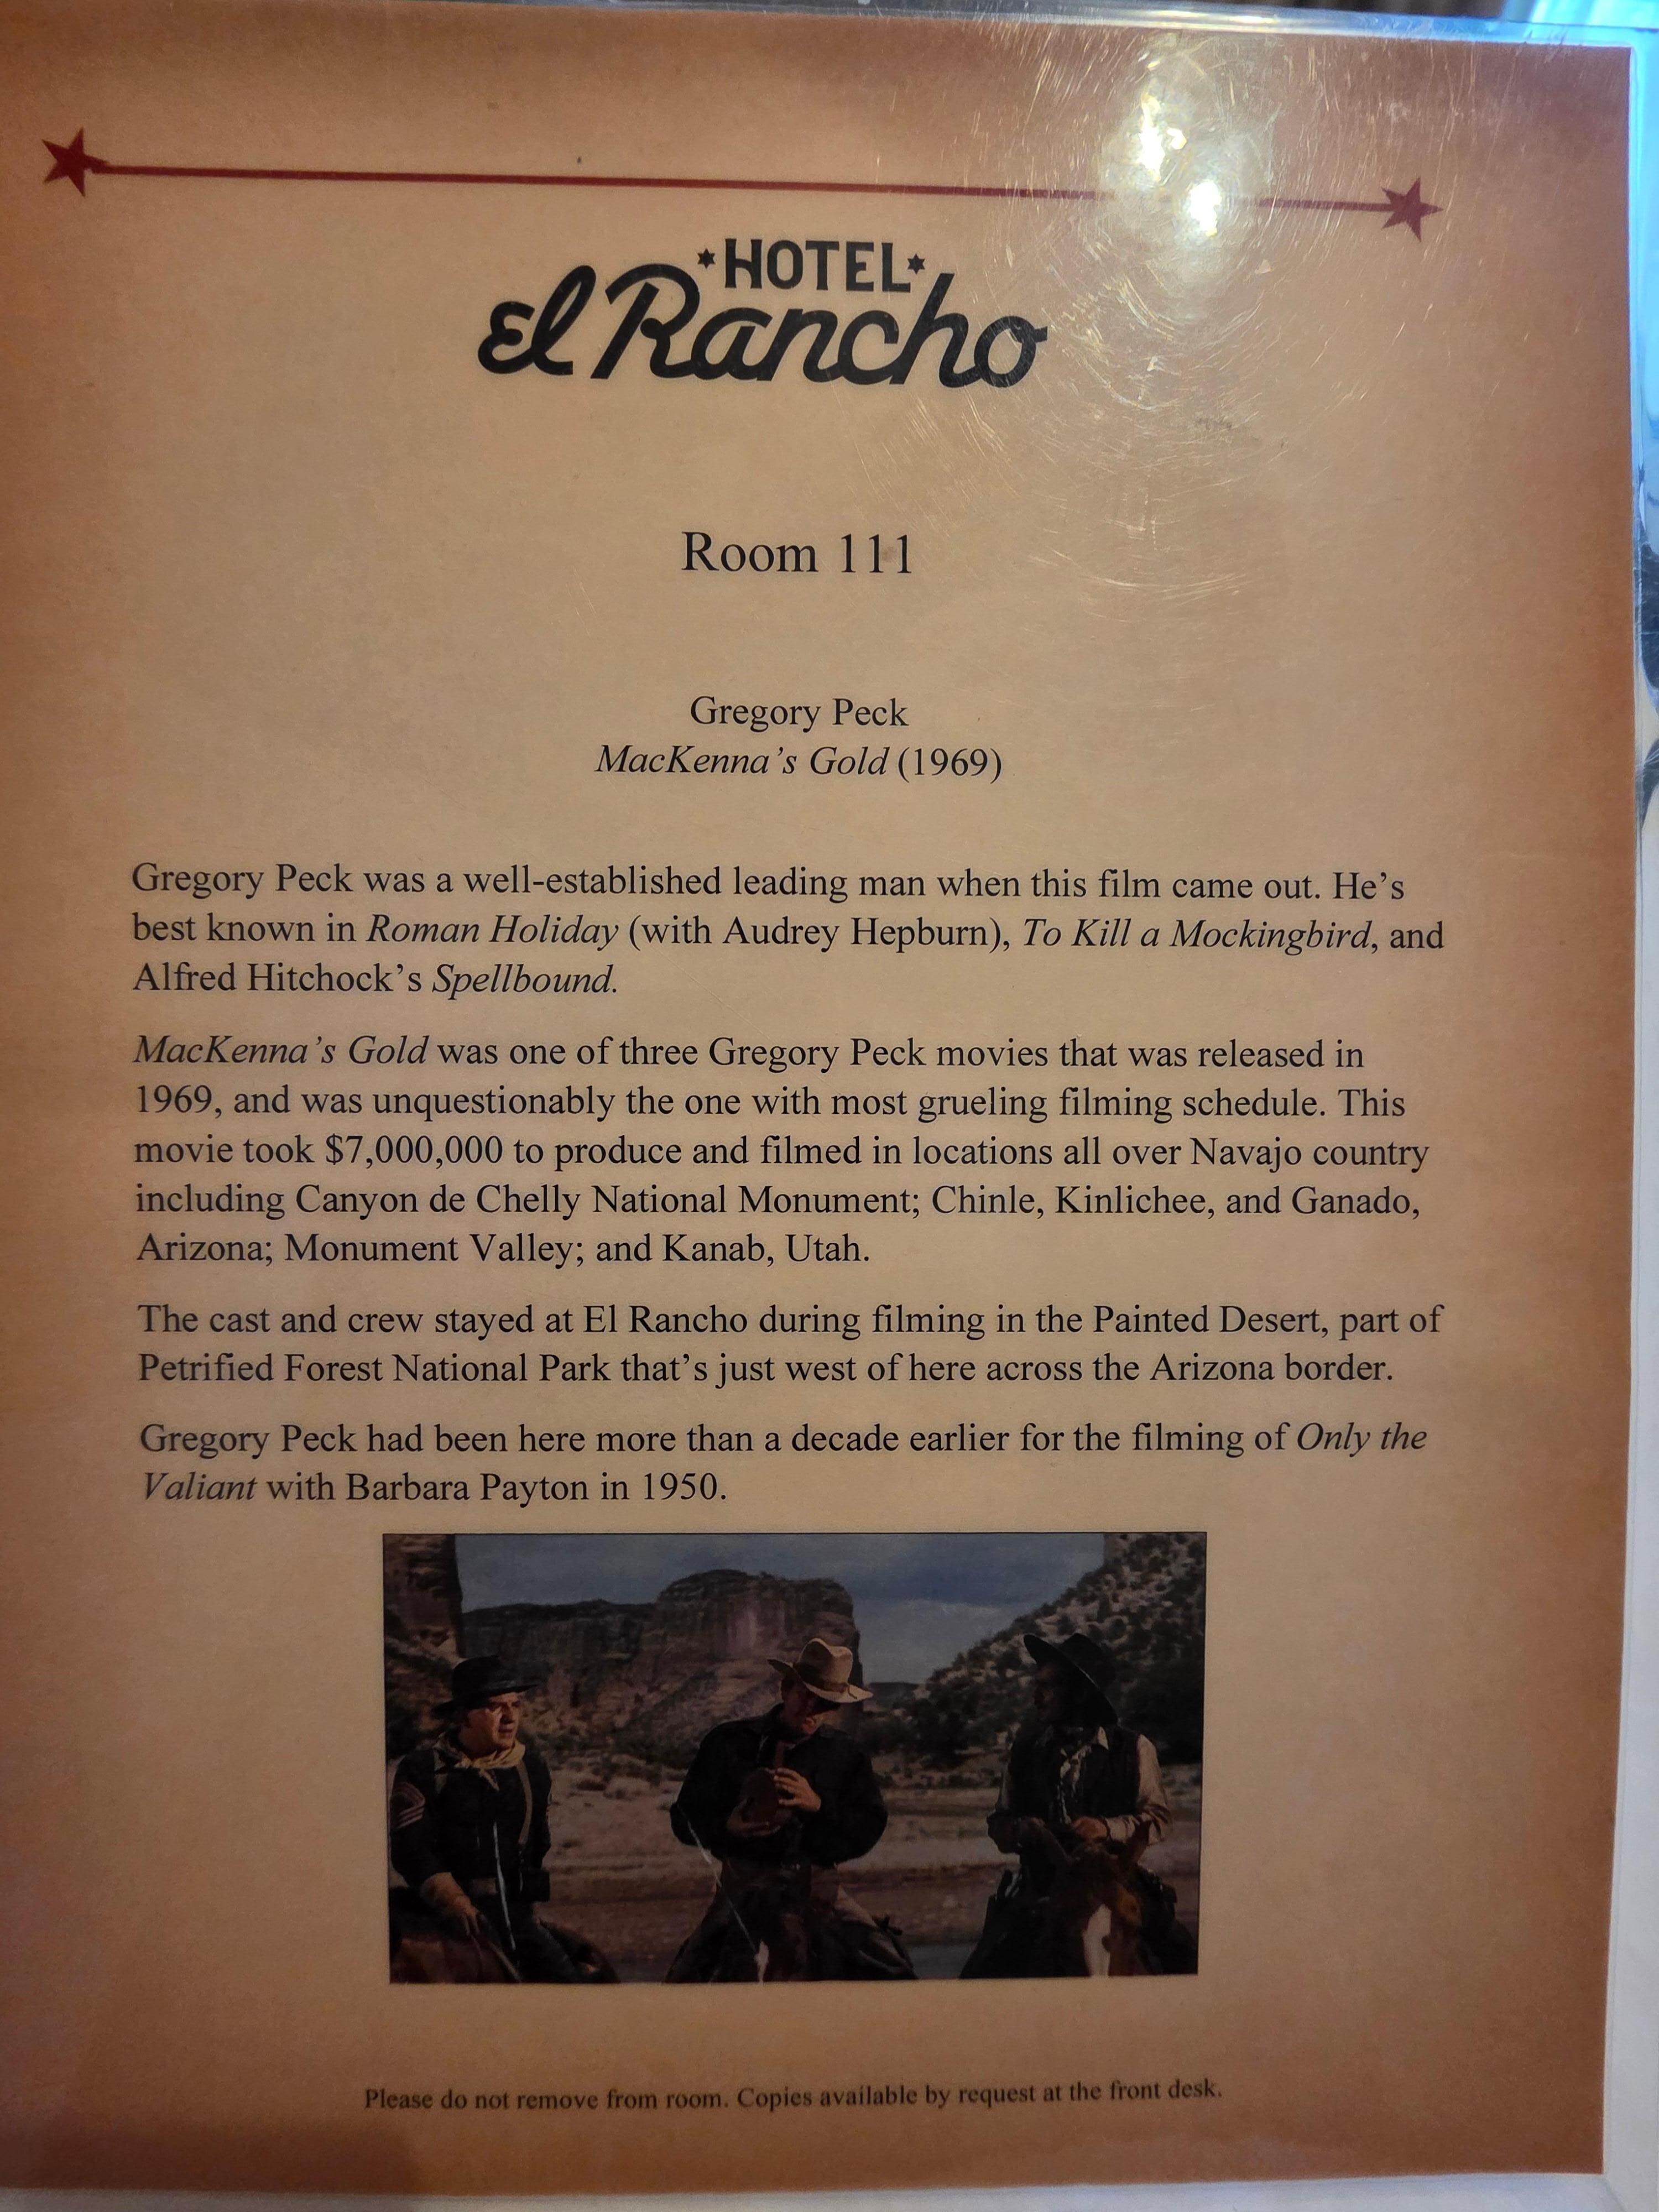 HOTEL
El Rancho
Room 111
Gregory Peck
MacKenna's Gold (1969)
Gregory Peck was a well-established leading man when this film came out. He's
best known in Roman Holiday (with Audrey Hepburn), To Kill a Mockingbird, and
Alfred Hitchock's Spellbound.
MacKenna's Gold was one of three Gregory Peck movies that was released in
1969, and was unquestionably the one with most grueling filming schedule. This
movie took $7,000,000 to produce and filmed in locations all over Navajo country
including Canyon de Chelly National Monument; Chinle, Kinlichee, and Ganado,
Arizona; Monument Valley; and Kanab, Utah.
The cast and crew stayed at El Rancho during filming in the Painted Desert, part of
Petrified Forest National Park that's just west of here across the Arizona border.
Gregory Peck had been here more than a decade earlier for the filming of Only the
Valiant with Barbara Payton in 1950.
Please do not remove from room. Copies available by request at the front desk.